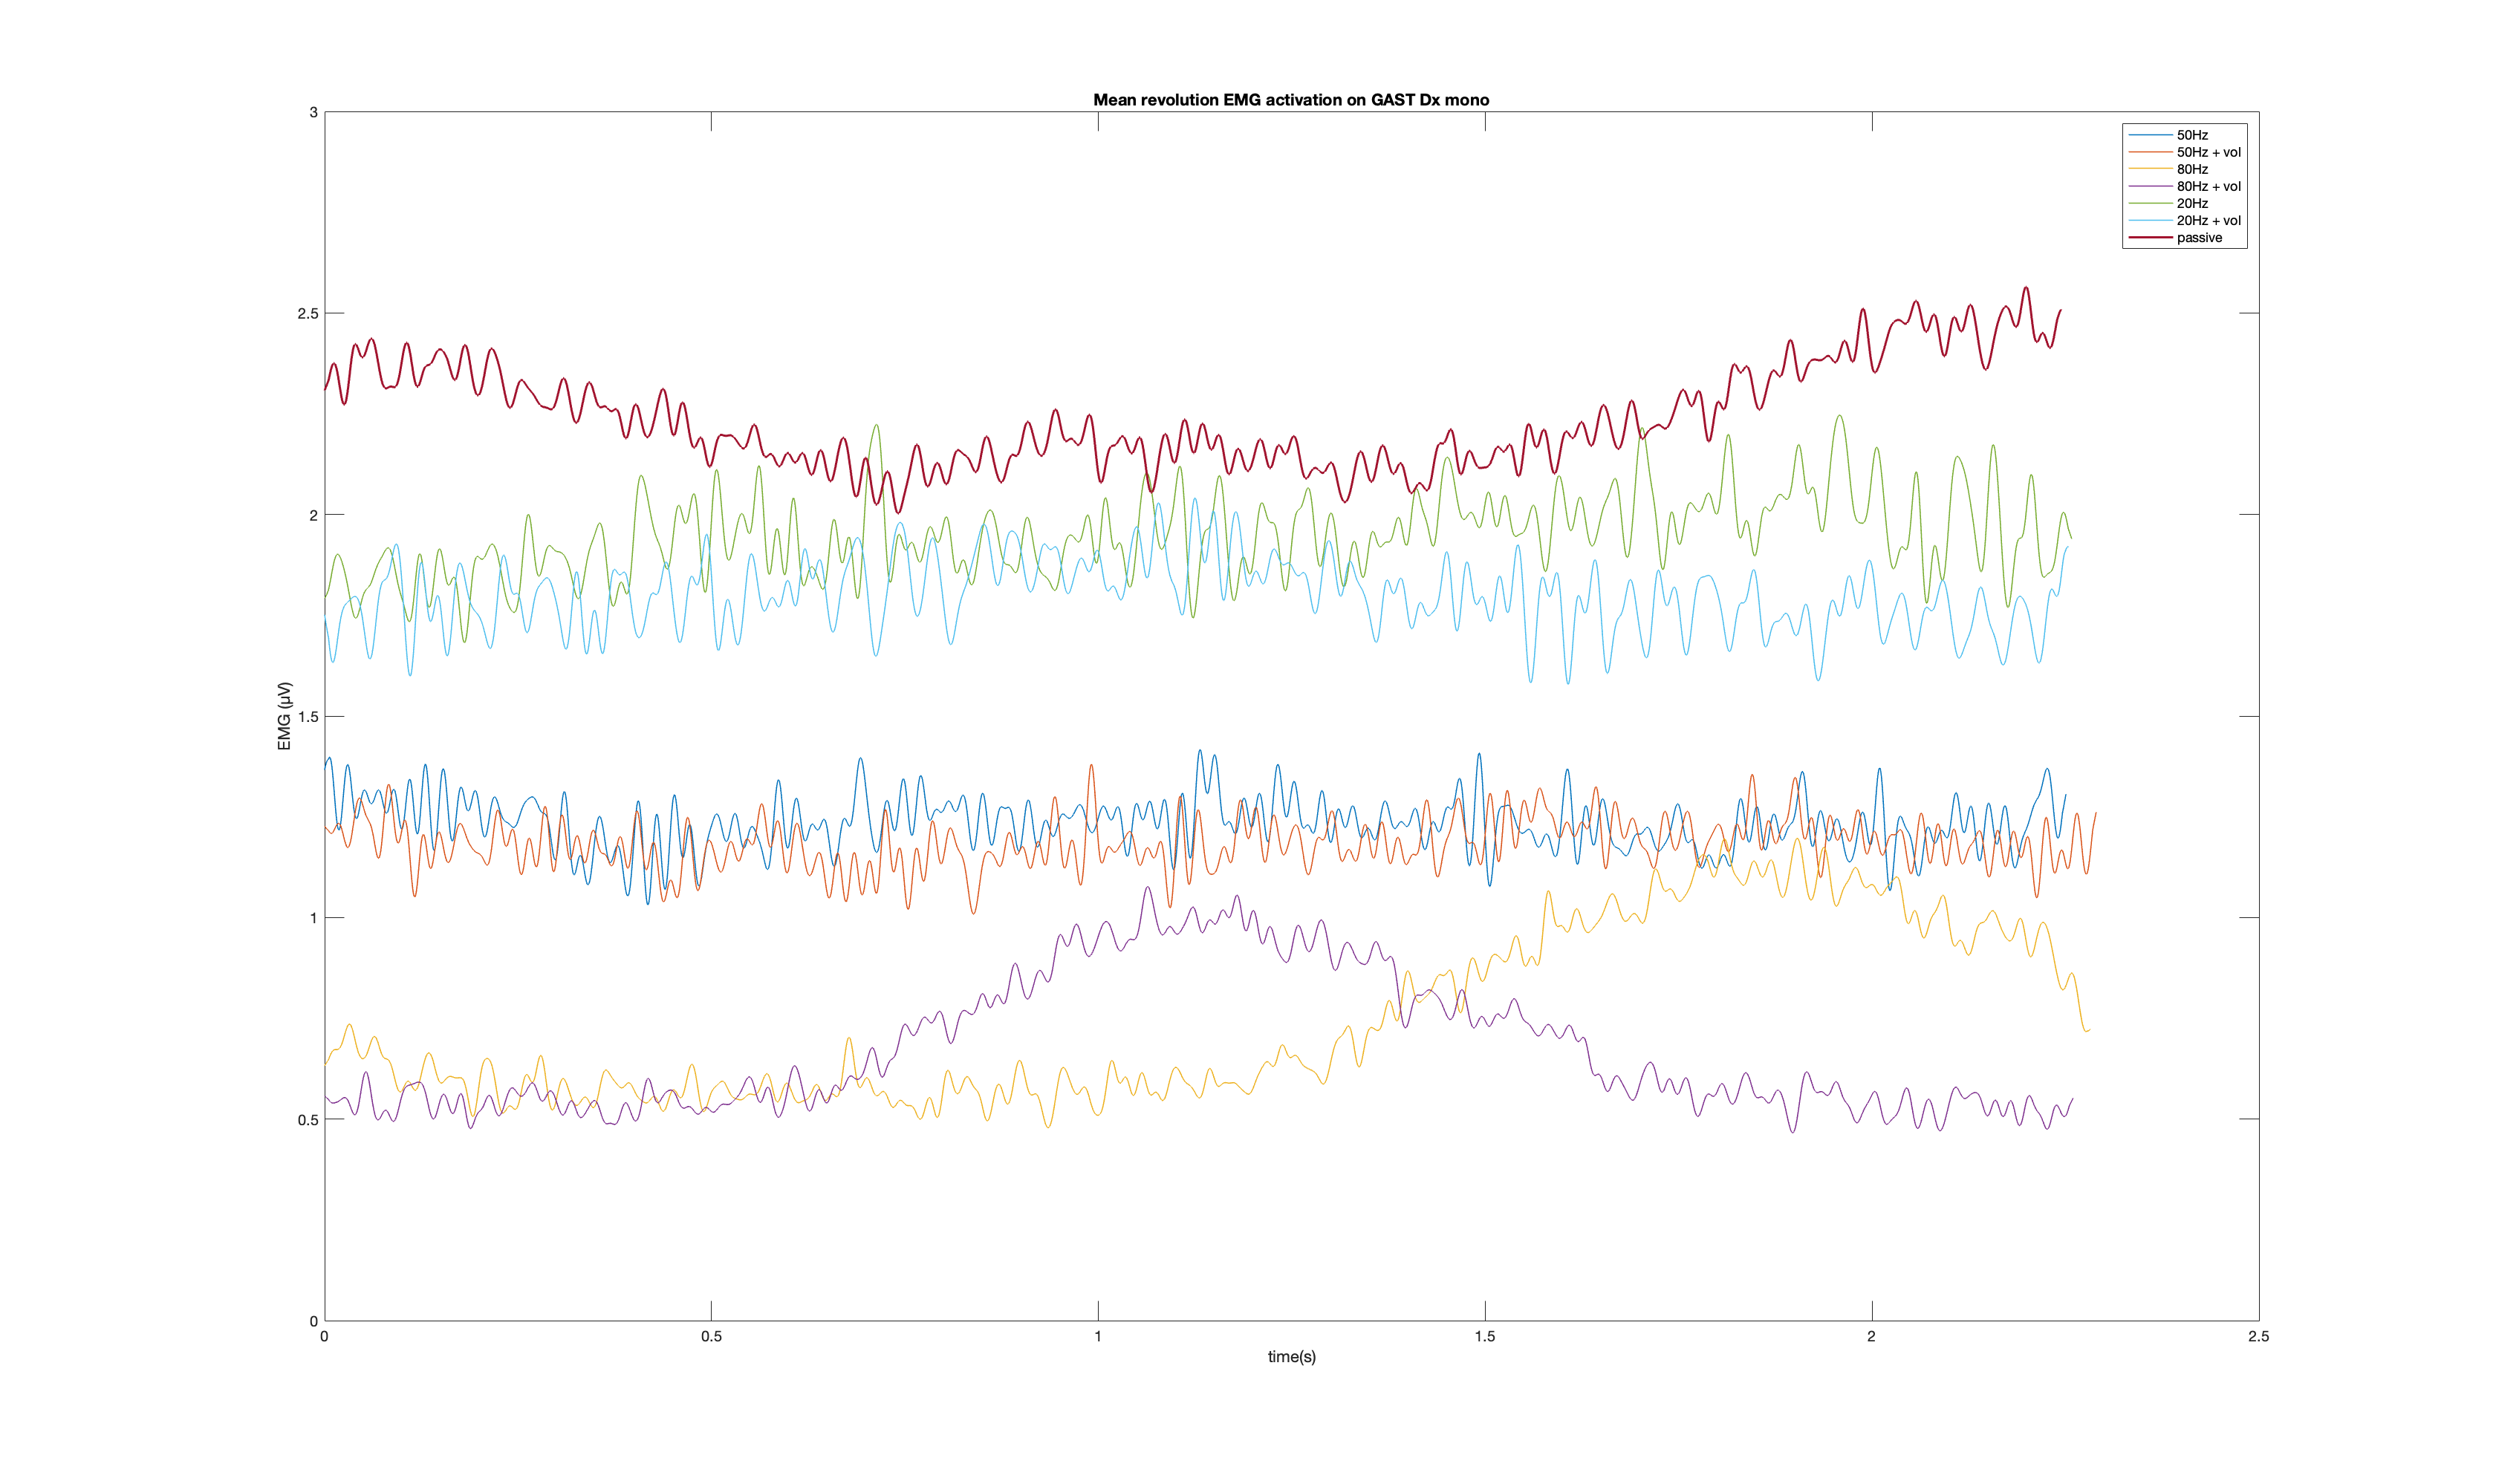 Mean revolution EMG activation on GAST Dx mono
3
2.5
2
1.5
1
0.5
0
EMG (µV)
0
0.5
1
1.5
2
2.5
time(s)
50Hz
50Hz + vol
80Hz
80Hz + vol
20Hz
20Hz + vol
passive